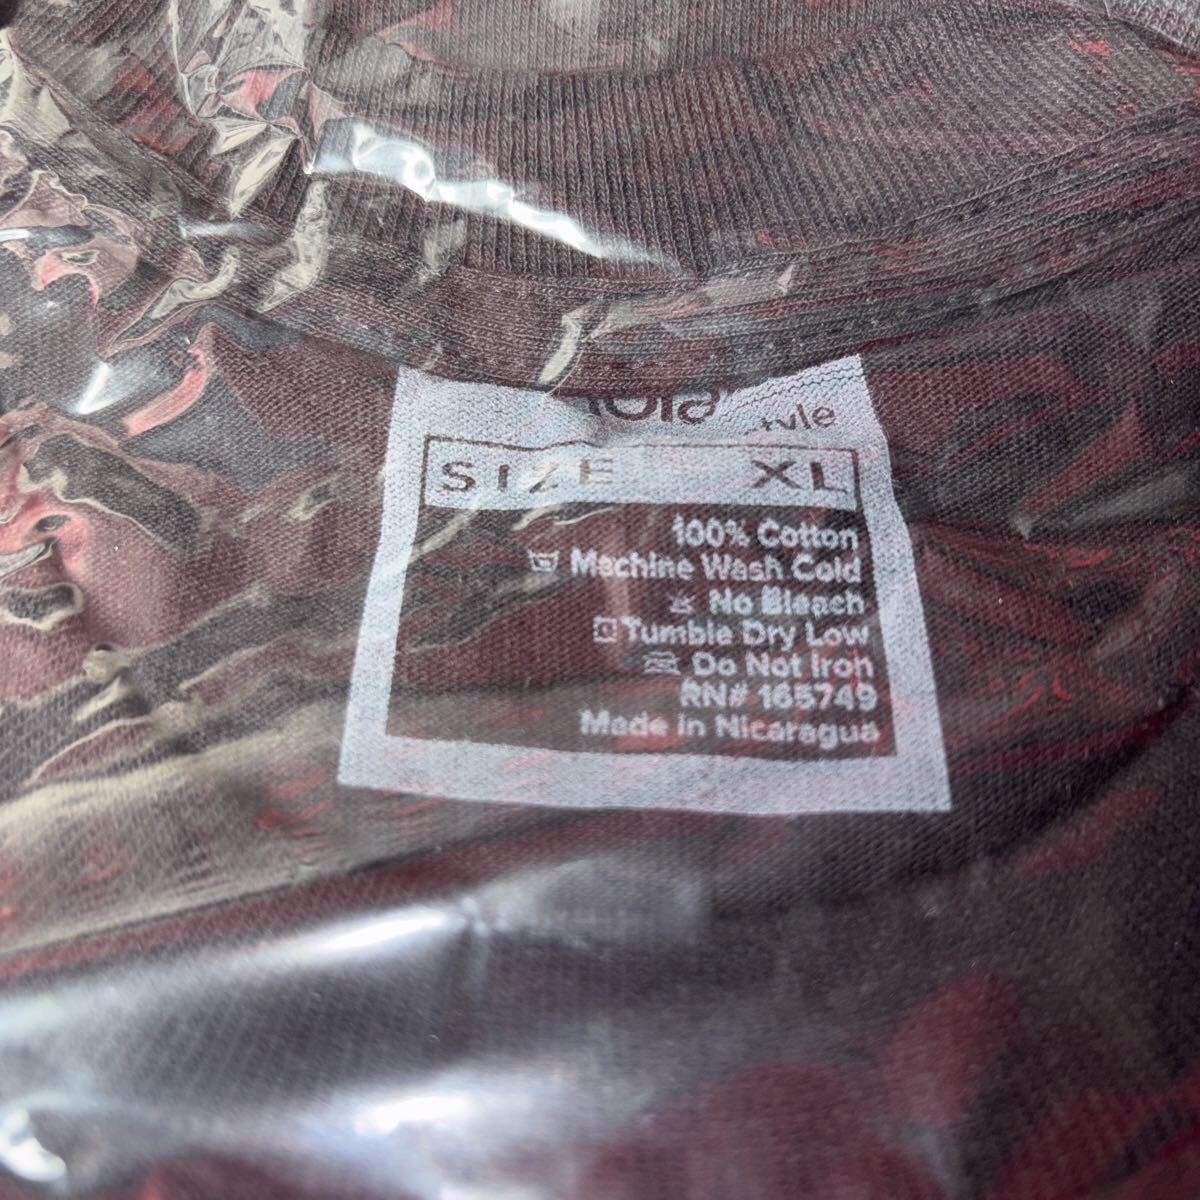 SIZE XL
100% Cotton
Machine Wash Cold
No Bleach
Tumble Dry Low
Do Not Iron
RN# 165749
Made in Nicaragua